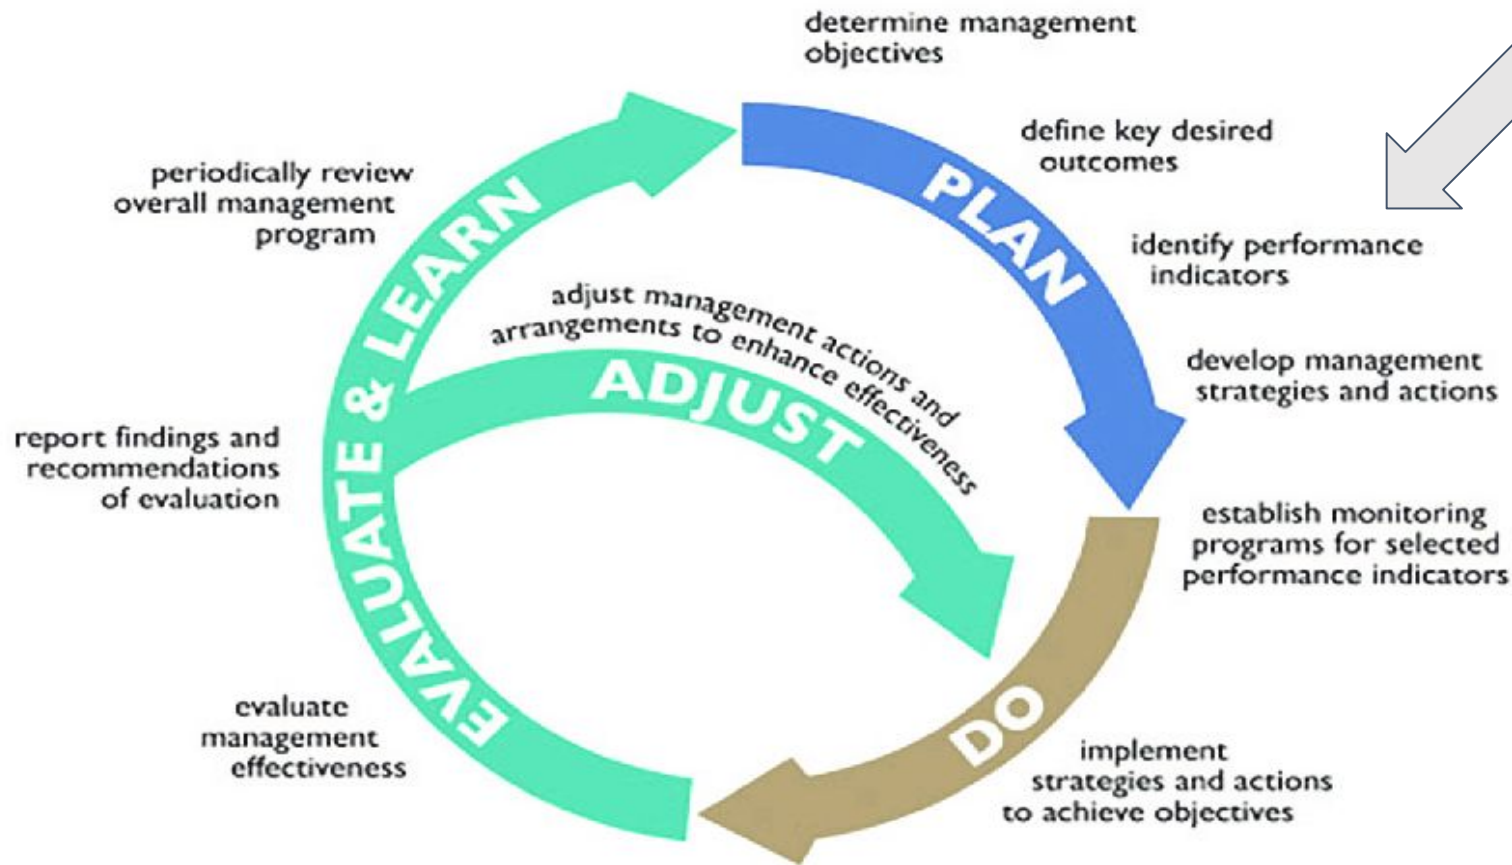 determine management
objectives
define key desired
outcomes
PLAN
identify performance
indicators
develop management
strategies and actions
establish monitoring
programs for selected
performance indicators
DO
implement
strategies and actions
to achieve objectives
evaluate
management
effectiveness
EVALUATE & LEARN
report findings and
recommendations
of evaluation
periodically review
overall management
program
adjust management actions and
arrangements to enhance effectiveness
ADJUST